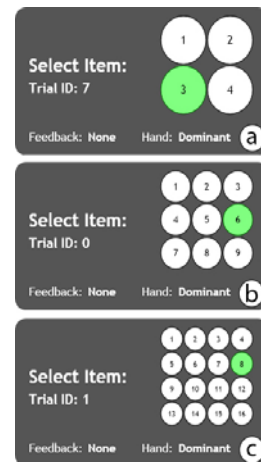 1 2
Select Item:
Trial ID: 7
3 4
Feedback: None Hand: Dominant a
1 2 3
Select Item:
4 5 6
Trial ID: 0
7 8 9
Feedback: None Hand: Dominant b
1 2 3 4
5 6 7 8
Select Item:
9 10 11 12
Trial ID: 1
13 14 15 16
Feedback: None Hand: Dominant c